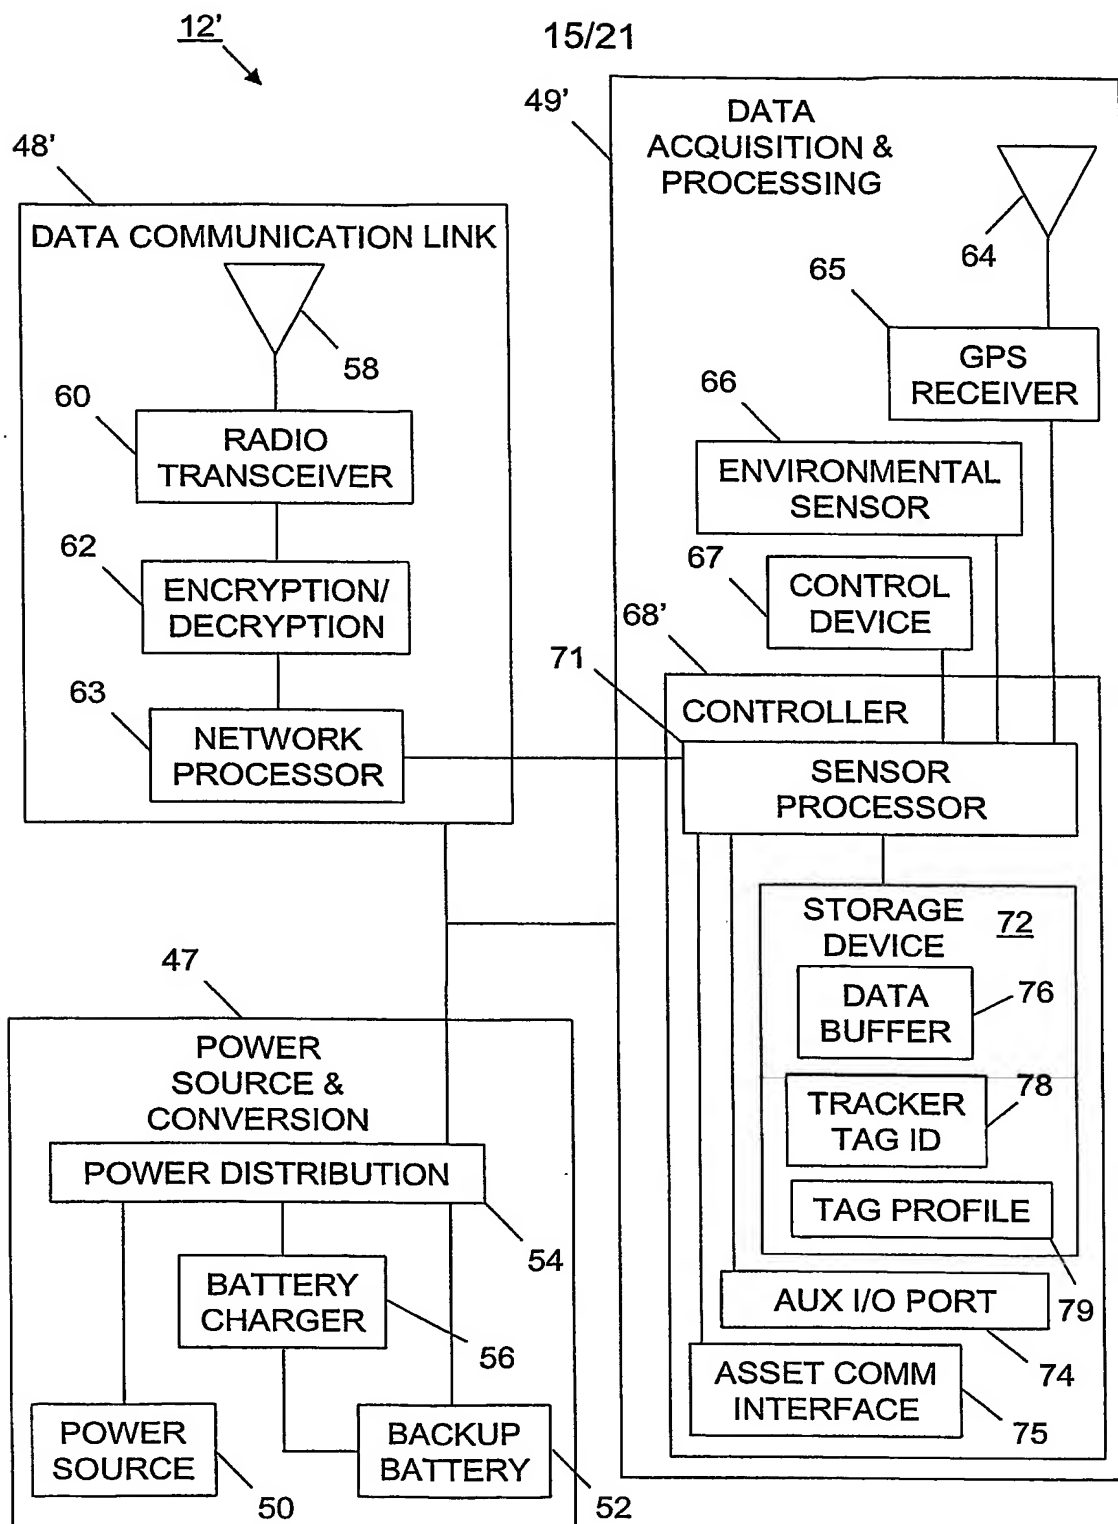 12'
15/21
48'
DATA COMMUNICATION LINK
58
60
RADIO
TRANSCEIVER
62
ENCRYPTION/
DECRYPTION
63
NETWORK
PROCESSOR
49'
DATA
ACQUISITION &
PROCESSING
64
65
GPS
RECEIVER
66
ENVIRONMENTAL
SENSOR
67
CONTROL
DEVICE
68'
71
CONTROLLER
SENSOR
PROCESSOR
STORAGE
DEVICE
72
DATA
BUFFER
76
78
TRACKER
TAG ID
TAG PROFILE
79
AUX I/O PORT
74
ASSET COMM
INTERFACE
75
47
POWER
SOURCE &
CONVERSION
POWER DISTRIBUTION
54
BATTERY
CHARGER
56
POWER
SOURCE
50
BACKUP
BATTERY
52